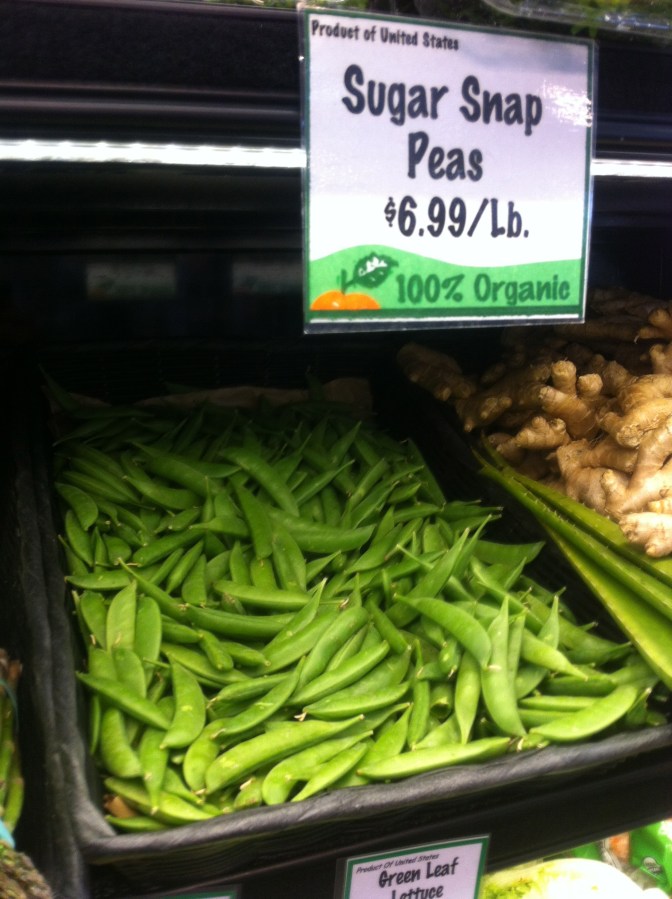 Product of United States
Sugar Snap
Peas
$6.99/Lb.
100% Organic
Product Of United States
Green Leaf
Lettuce